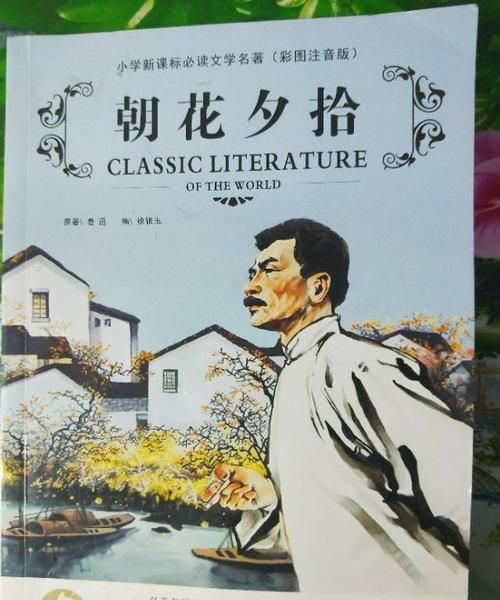 小学新课标必读文学名著（彩图注音版）
朝花夕拾
CLASSIC LITERATURE
OF THE WORLD
原著\ 鲁迅 编\ 徐银玉